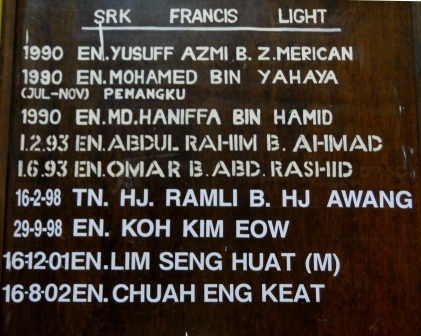 SRK FRANCIS LIGHT
1990 EN.YUSUFF AZMI B. Z.MERICAN
1990 EN.MOHAMED BIN YAHAYA
(JUL-NOV) PEMANGKU
1990 EN.MD.HANIFFA BIN HAMID
1.2.93 EN.ABDUL RAHIM B. AHMAD
1.6.93 EN.OMAR B.ABD. RASHID
16-2-98 TN. HJ. RAMLI B. HJ AWANG
29-9-98 EN. KOH KIM EOW
16-12-01 EN.LIM SENG HUAT (M)
16-8-02 EN.CHUAH ENG KEAT